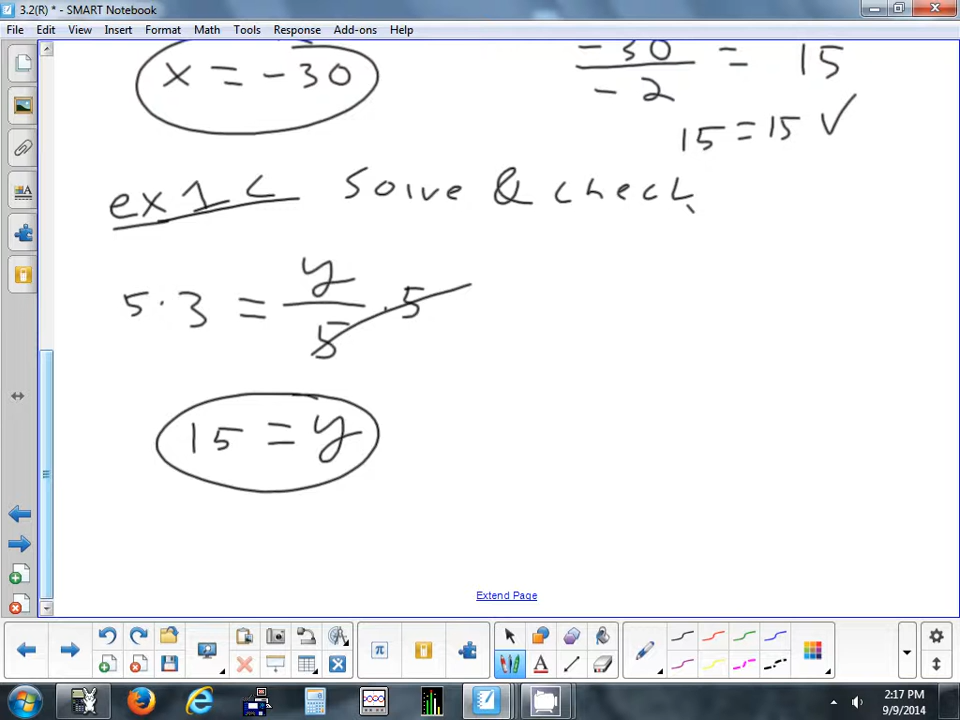 3.2(R) * - SMART Notebook
File Edit View Insert Format Math Tools Response Add-ons Help
x = -30
-30 / -2 = 15
15 = 15 ✓
ex 1 c Solve & check
5 · 3 = y / 5 · 5
15 = y
Extend Page
π
A
2:17 PM
9/9/2014